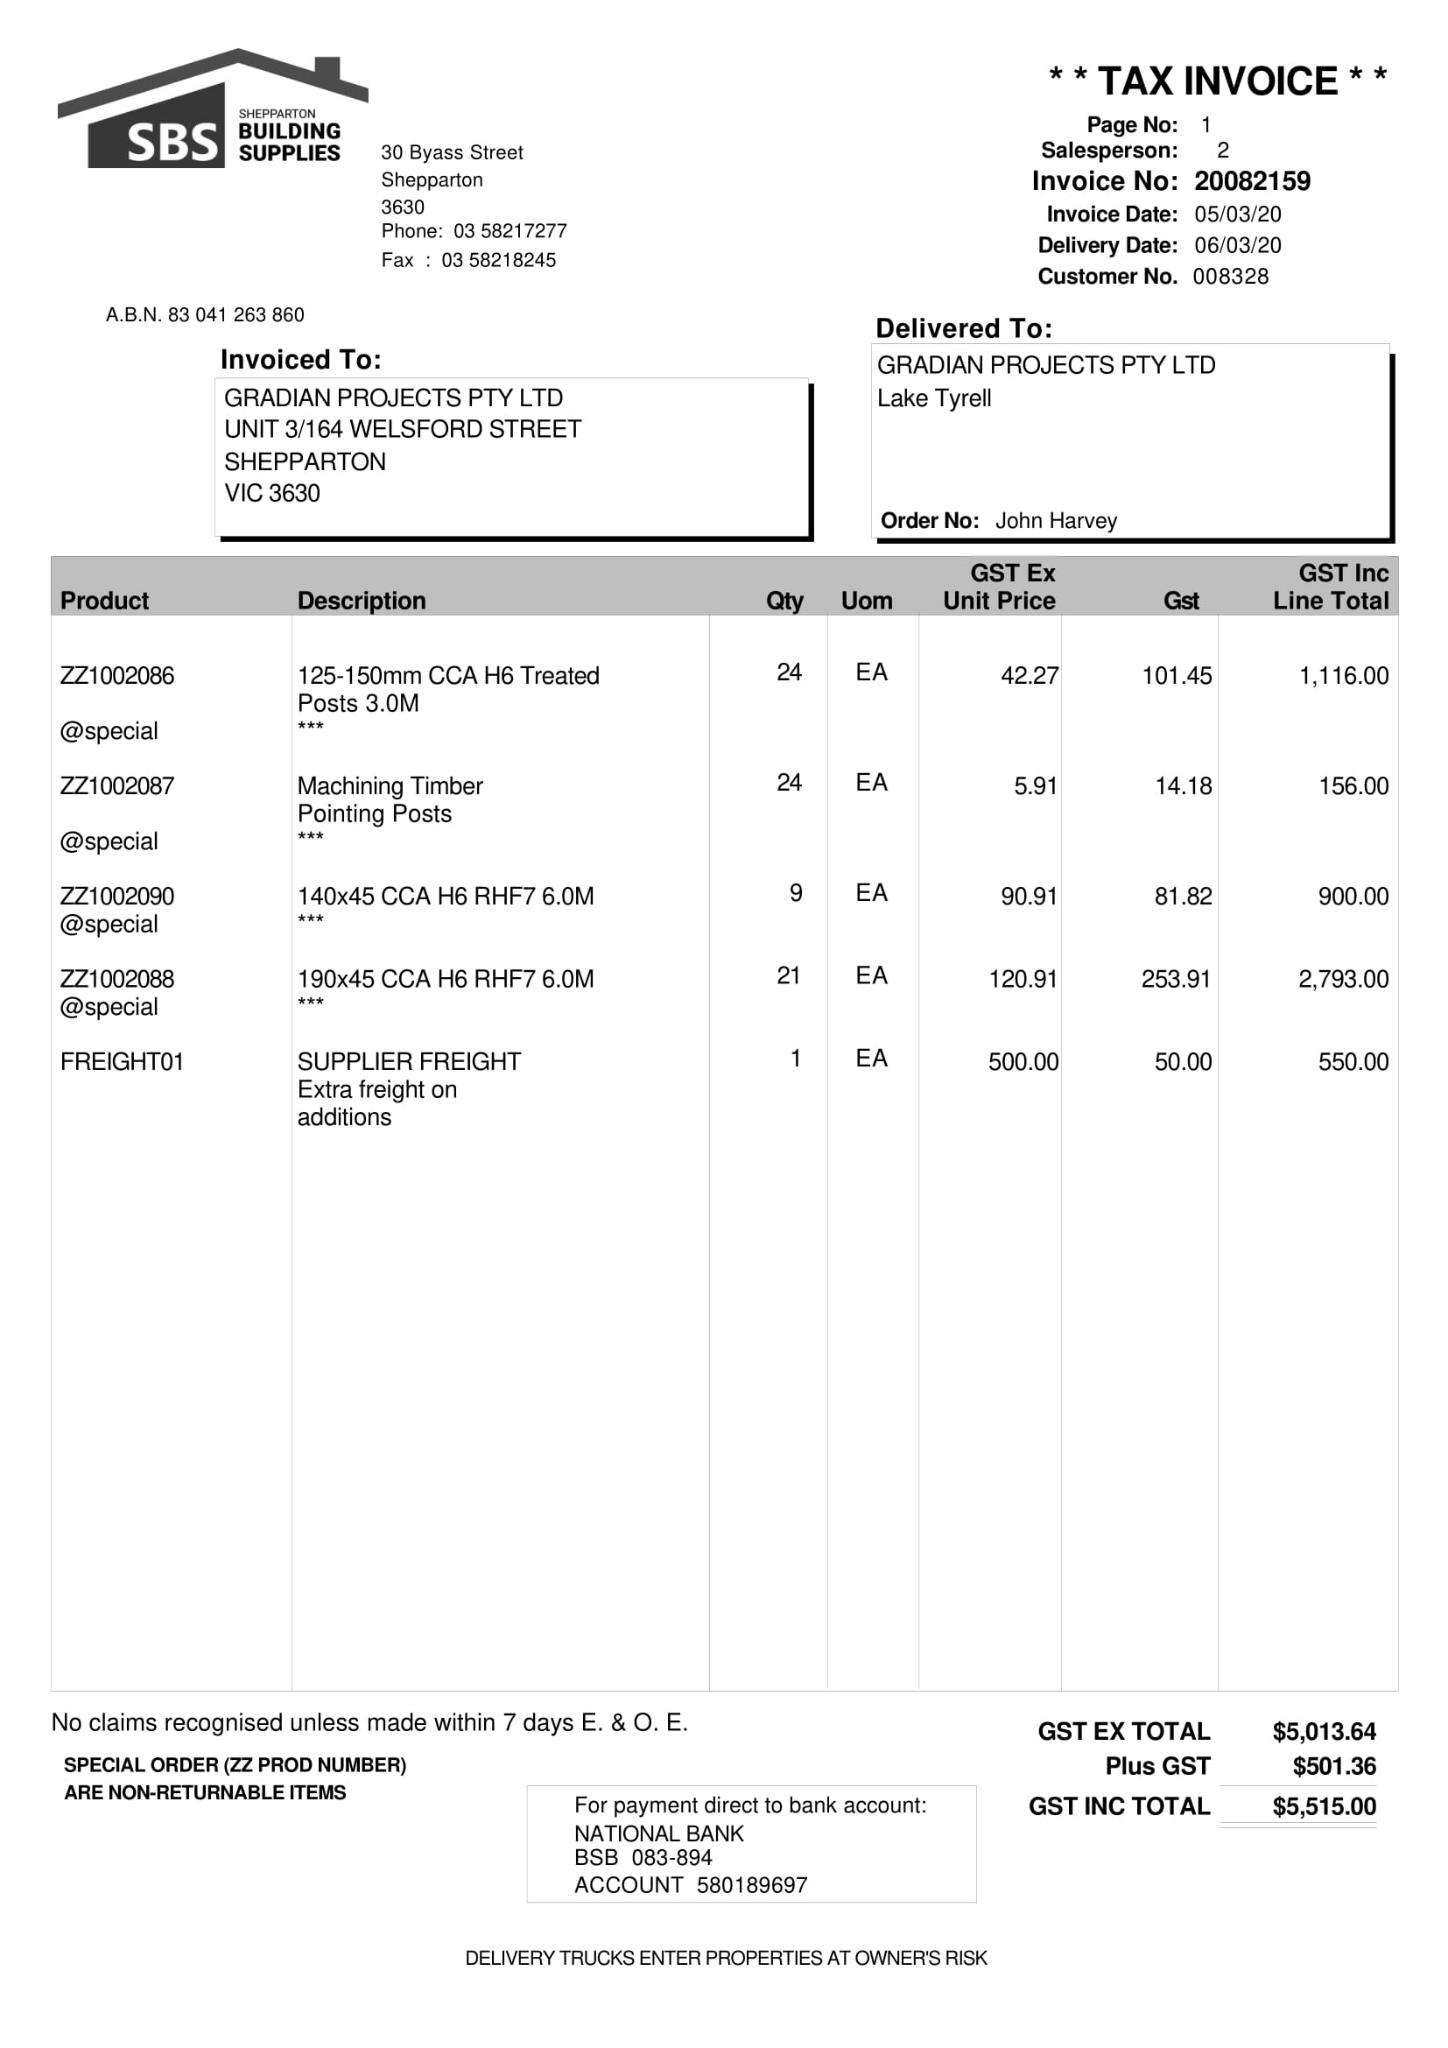 SBS
SHEPPARTON
BUILDING
SUPPLIES
30 Byass Street
Shepparton
3630
Phone: 03 58217277
Fax : 03 58218245
* * TAX INVOICE * *
Page No: 1
Salesperson: 2
Invoice No: 20082159
Invoice Date: 05/03/20
Delivery Date: 06/03/20
Customer No. 008328
A.B.N. 83 041 263 860
Invoiced To:
GRADIAN PROJECTS PTY LTD
UNIT 3/164 WELSFORD STREET
SHEPPARTON
VIC 3630
Delivered To:
GRADIAN PROJECTS PTY LTD
Lake Tyrell
Order No: John Harvey
Product Description Qty Uom GST Ex Unit Price Gst GST Inc Line Total
ZZ1002086 125-150mm CCA H6 Treated 24 EA 42.27 101.45 1,116.00
Posts 3.0M
@special ***
ZZ1002087 Machining Timber 24 EA 5.91 14.18 156.00
Pointing Posts
@special ***
ZZ1002090 140x45 CCA H6 RHF7 6.0M 9 EA 90.91 81.82 900.00
@special ***
ZZ1002088 190x45 CCA H6 RHF7 6.0M 21 EA 120.91 253.91 2,793.00
@special ***
FREIGHT01 SUPPLIER FREIGHT 1 EA 500.00 50.00 550.00
Extra freight on
additions
No claims recognised unless made within 7 days E. & O. E.
SPECIAL ORDER (ZZ PROD NUMBER)
ARE NON-RETURNABLE ITEMS
GST EX TOTAL $5,013.64
Plus GST $501.36
GST INC TOTAL $5,515.00
For payment direct to bank account:
NATIONAL BANK
BSB 083-894
ACCOUNT 580189697
DELIVERY TRUCKS ENTER PROPERTIES AT OWNER'S RISK